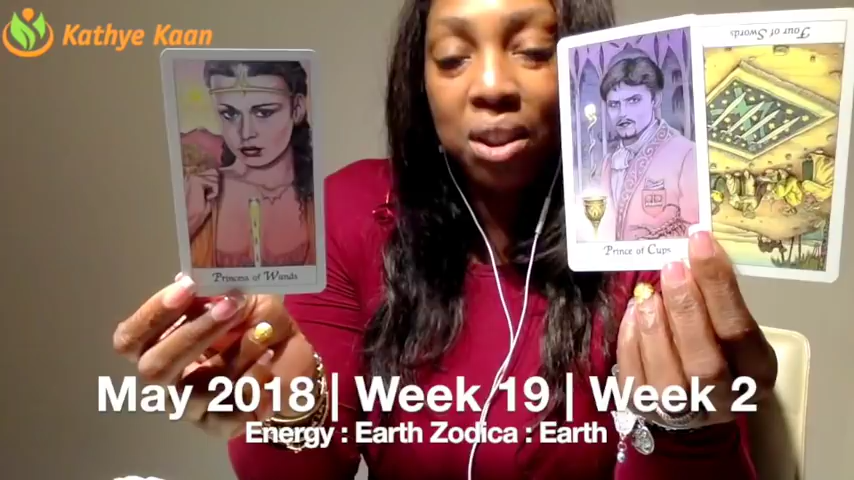 Kathye Kaan
Four of Swords
Princess of Wands
Prince of Cups
May 2018 | Week 19 | Week 2
Energy : Earth Zodica : Earth